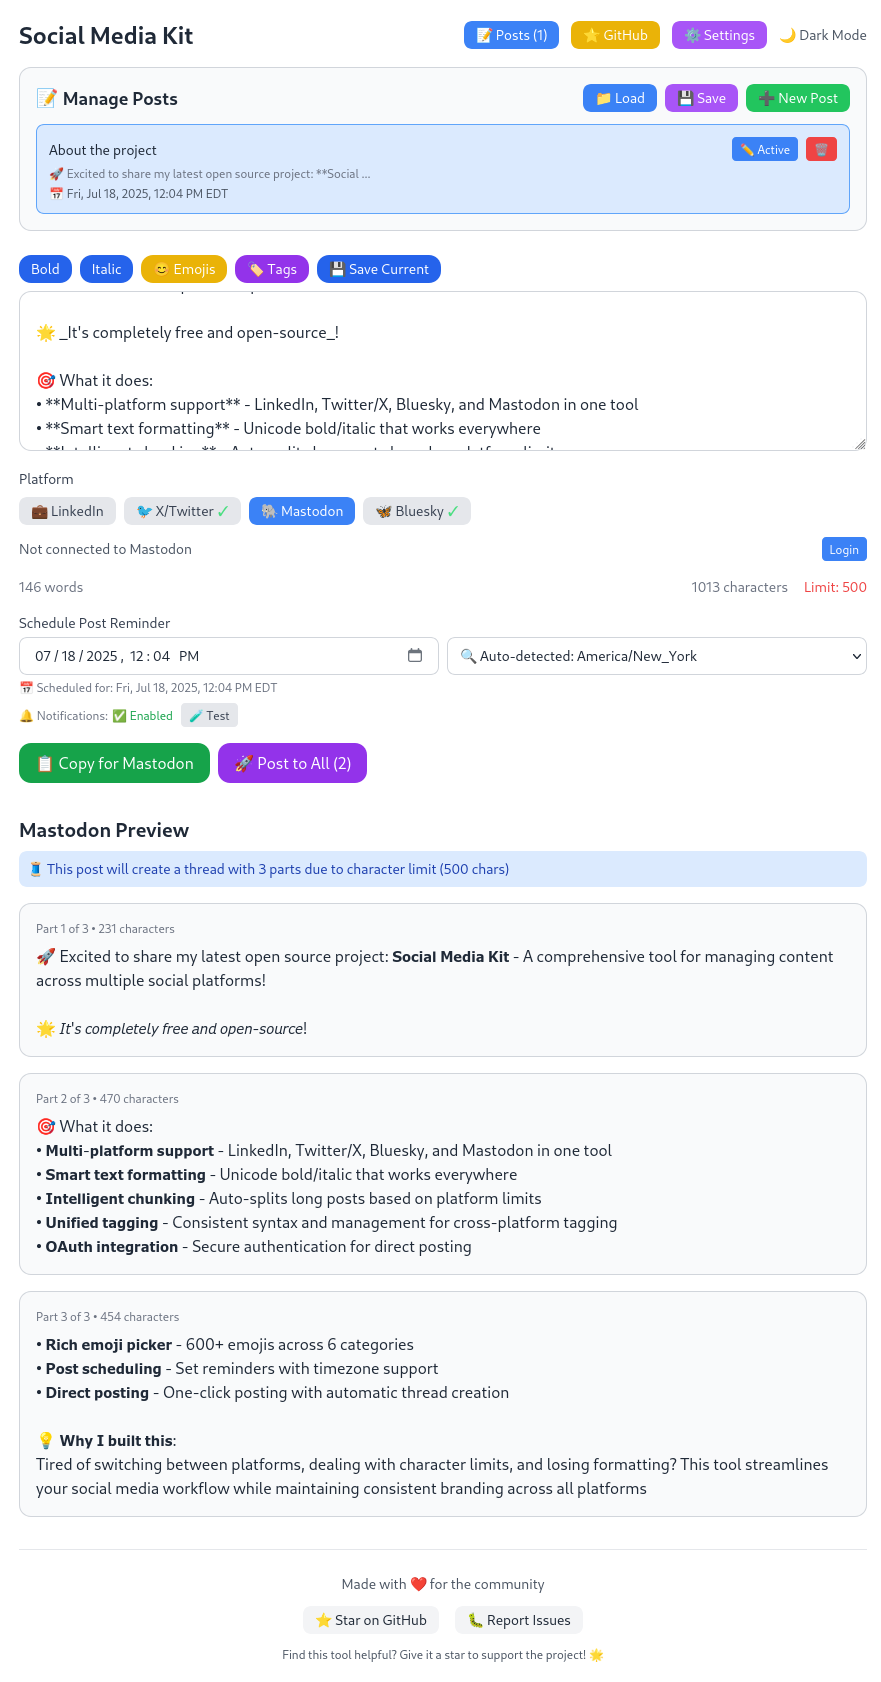 Social Media Kit
📝 Posts (1)
⭐ GitHub
⚙️ Settings
🌙 Dark Mode
📝 Manage Posts
📁 Load
💾 Save
➕ New Post
About the project
✏️ Active
🗑️
🚀 Excited to share my latest open source project: **Social ...
📅 Fri, Jul 18, 2025, 12:04 PM EDT
Bold
Italic
😊 Emojis
🏷️ Tags
💾 Save Current
🌟 _It's completely free and open-source_!
🎯 What it does:
• **Multi-platform support** - LinkedIn, Twitter/X, Bluesky, and Mastodon in one tool
• **Smart text formatting** - Unicode bold/italic that works everywhere
Platform
💼 LinkedIn
🐦 X/Twitter ✓
🐘 Mastodon
🦋 Bluesky ✓
Not connected to Mastodon
Login
146 words
1013 characters
Limit: 500
Schedule Post Reminder
07/18/2025, 12:04 PM
🔍 Auto-detected: America/New_York
📅 Scheduled for: Fri, Jul 18, 2025, 12:04 PM EDT
🔔 Notifications: ✅ Enabled
🧪 Test
📋 Copy for Mastodon
🚀 Post to All (2)
Mastodon Preview
🧵 This post will create a thread with 3 parts due to character limit (500 chars)
Part 1 of 3 • 231 characters
🚀 Excited to share my latest open source project: Social Media Kit - A comprehensive tool for managing content
across multiple social platforms!
🌟 It's completely free and open-source!
Part 2 of 3 • 470 characters
🎯 What it does:
• Multi-platform support - LinkedIn, Twitter/X, Bluesky, and Mastodon in one tool
• Smart text formatting - Unicode bold/italic that works everywhere
• Intelligent chunking - Auto-splits long posts based on platform limits
• Unified tagging - Consistent syntax and management for cross-platform tagging
• OAuth integration - Secure authentication for direct posting
Part 3 of 3 • 454 characters
• Rich emoji picker - 600+ emojis across 6 categories
• Post scheduling - Set reminders with timezone support
• Direct posting - One-click posting with automatic thread creation
💡 Why I built this:
Tired of switching between platforms, dealing with character limits, and losing formatting? This tool streamlines
your social media workflow while maintaining consistent branding across all platforms
Made with ❤️ for the community
⭐ Star on GitHub
🐛 Report Issues
Find this tool helpful? Give it a star to support the project! 🌟